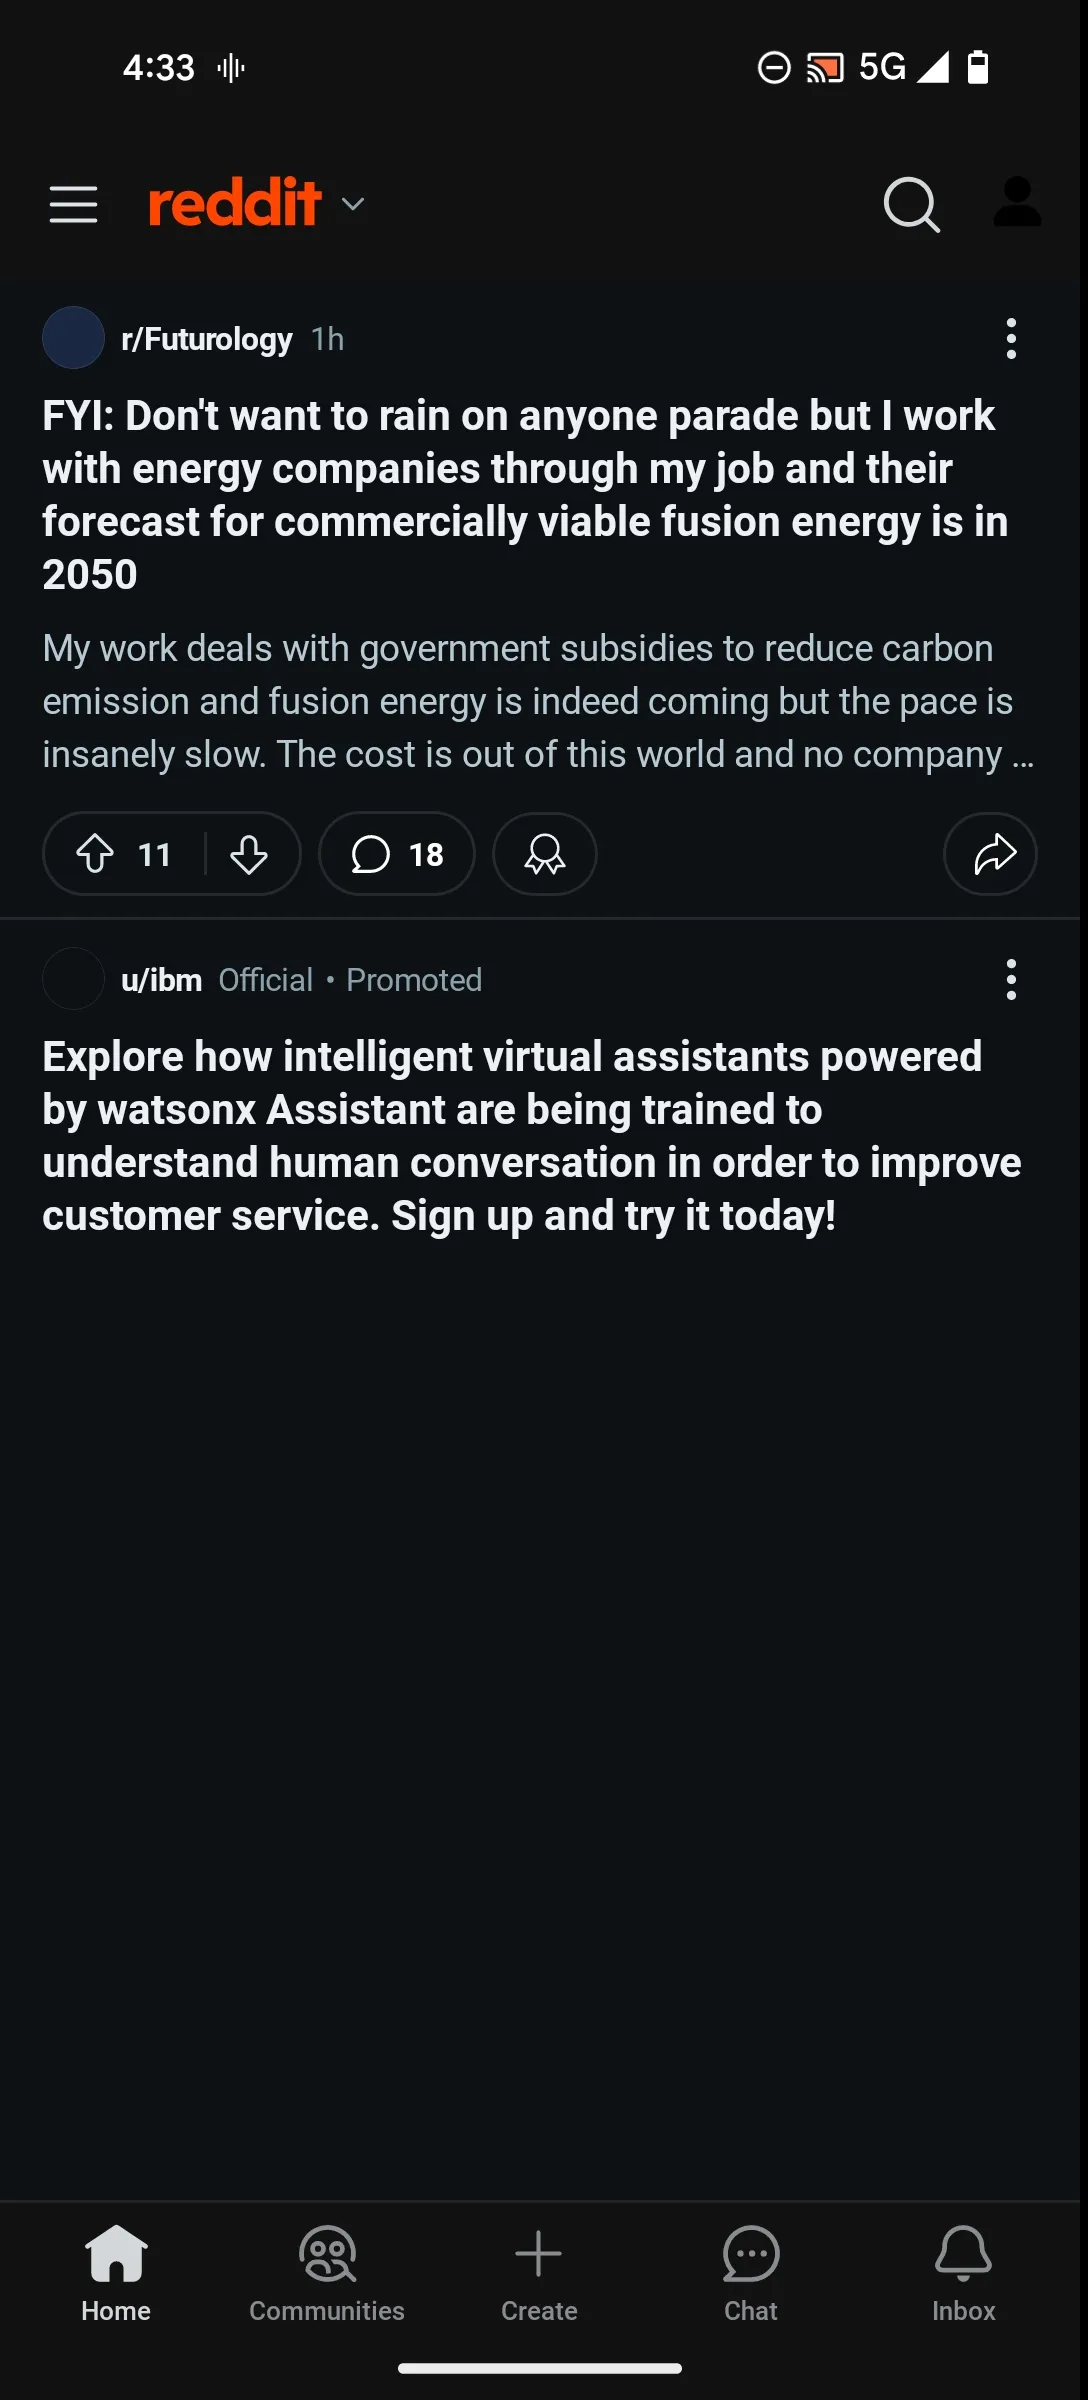 4:33
5G
reddit
r/Futurology 1h
FYI: Don't want to rain on anyone parade but I work
with energy companies through my job and their
forecast for commercially viable fusion energy is in
2050
My work deals with government subsidies to reduce carbon
emission and fusion energy is indeed coming but the pace is
insanely slow. The cost is out of this world and no company ...
11
18
u/ibm Official • Promoted
Explore how intelligent virtual assistants powered
by watsonx Assistant are being trained to
understand human conversation in order to improve
customer service. Sign up and try it today!
Home
Communities
Create
Chat
Inbox